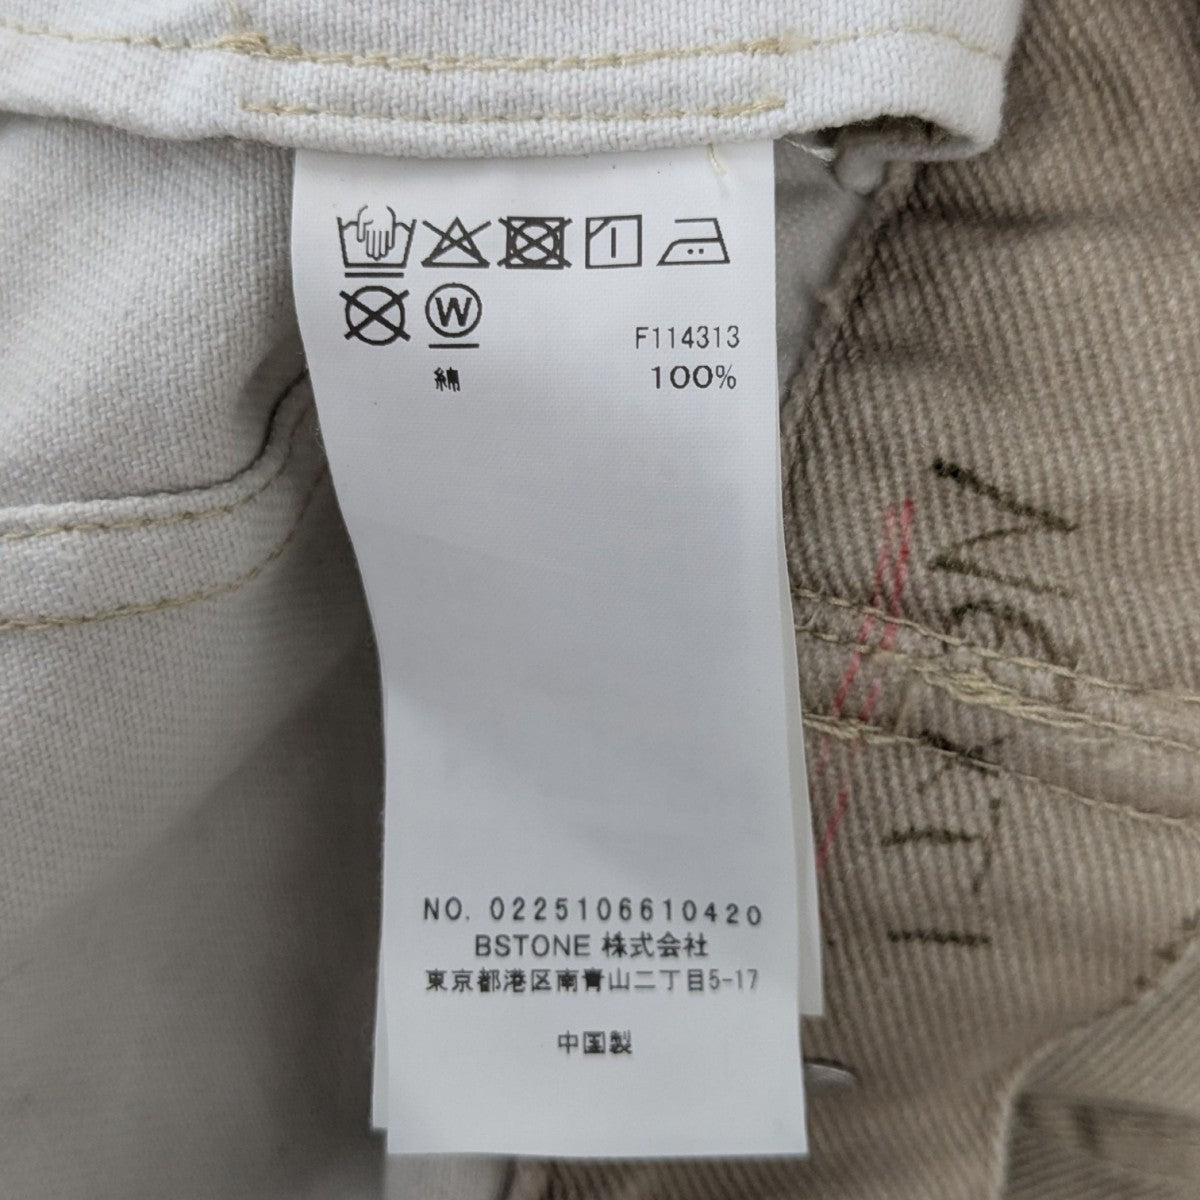 W
F114313
綿 100%
NO. 0225106610420
BSTONE 株式会社
東京都港区南青山二丁目5-17
中国製